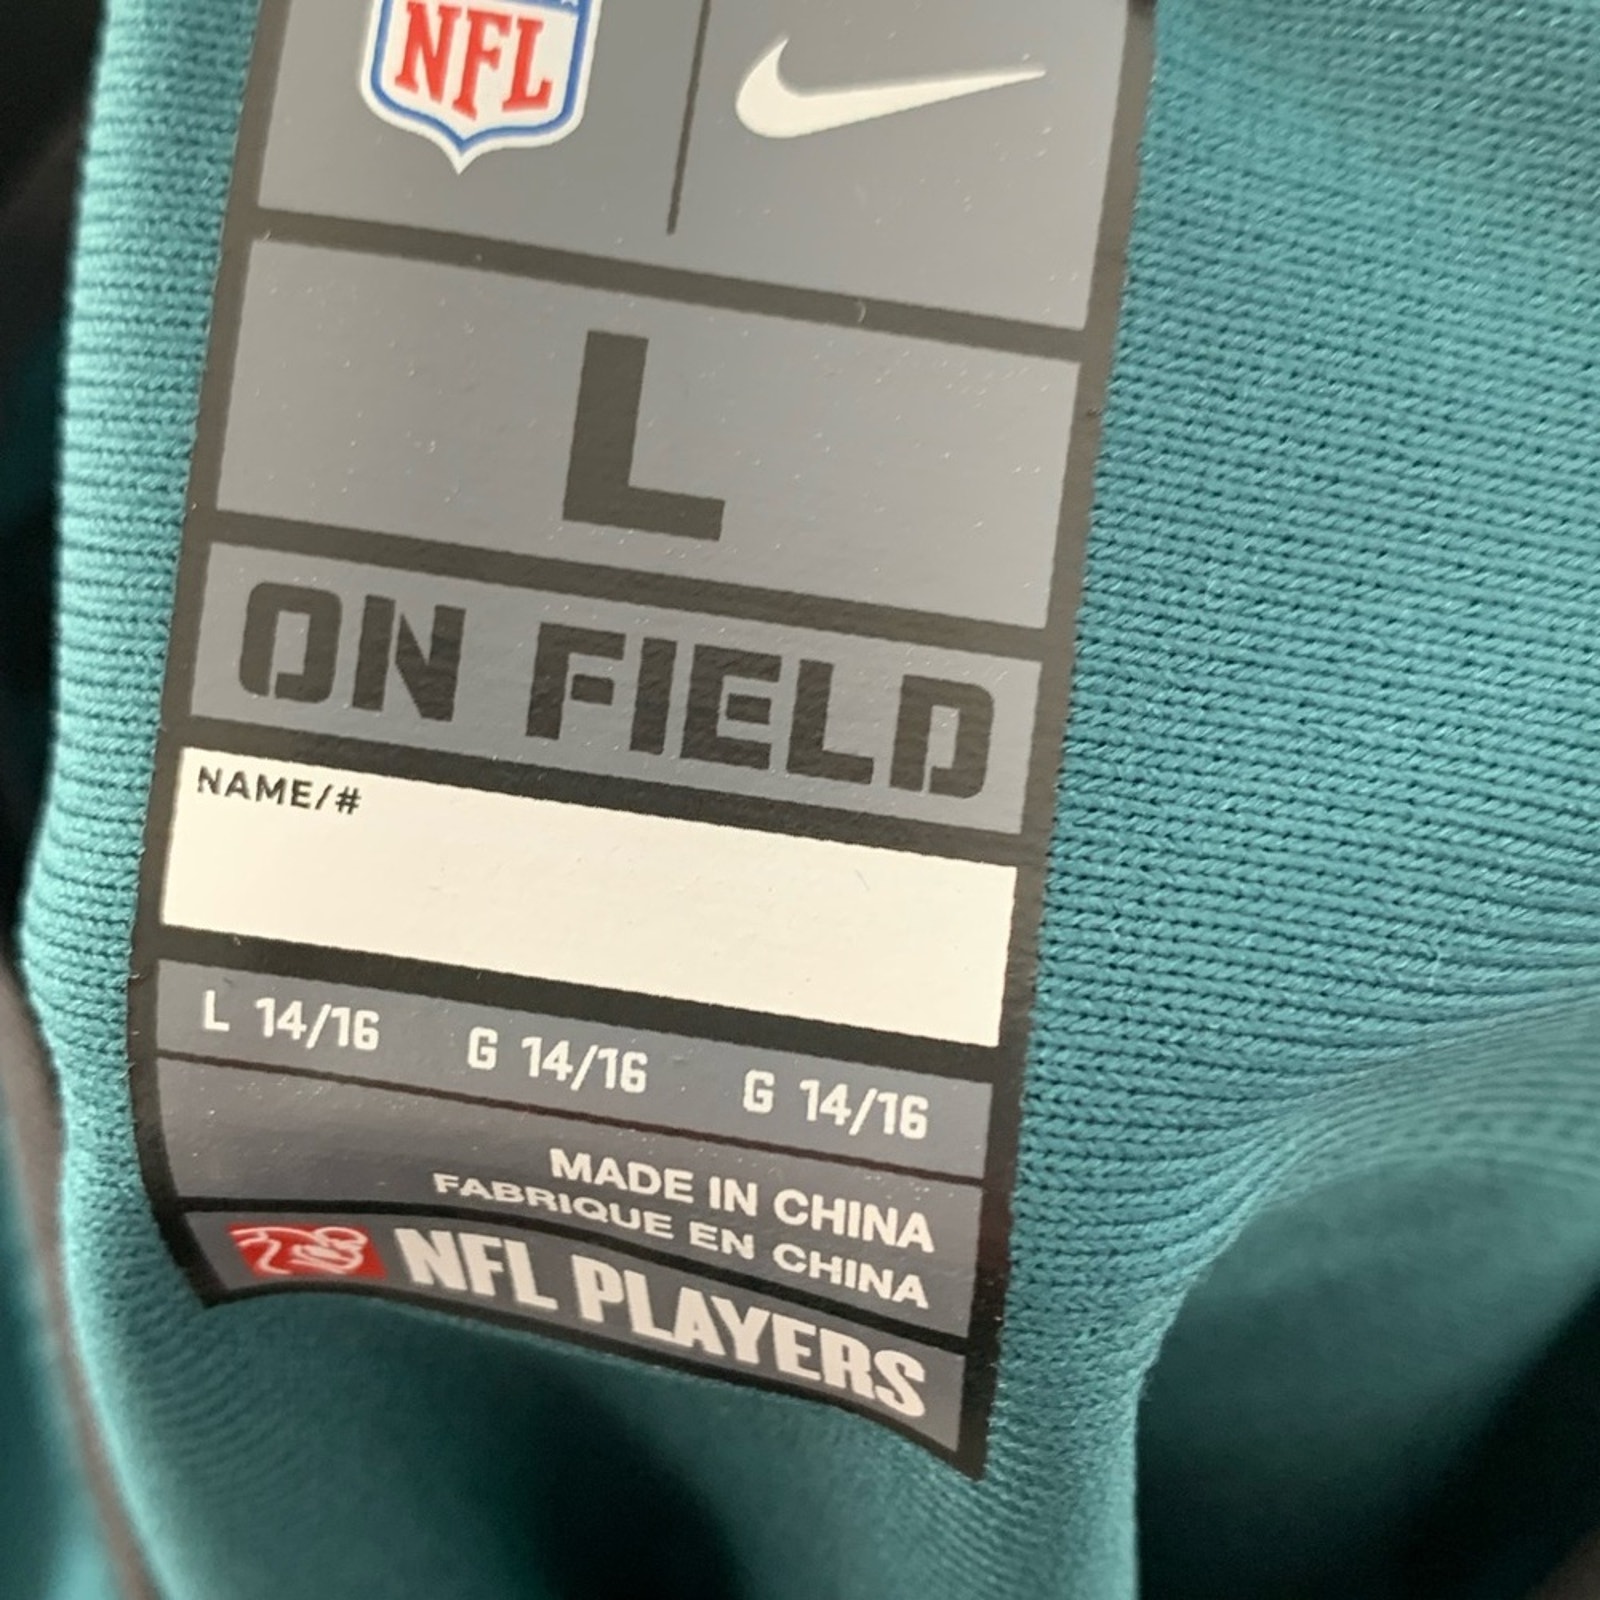 NFL
L
ON FIELD
NAME/#
L 14/16 G 14/16 G 14/16
MADE IN CHINA
FABRIQUE EN CHINA
NFL PLAYERS